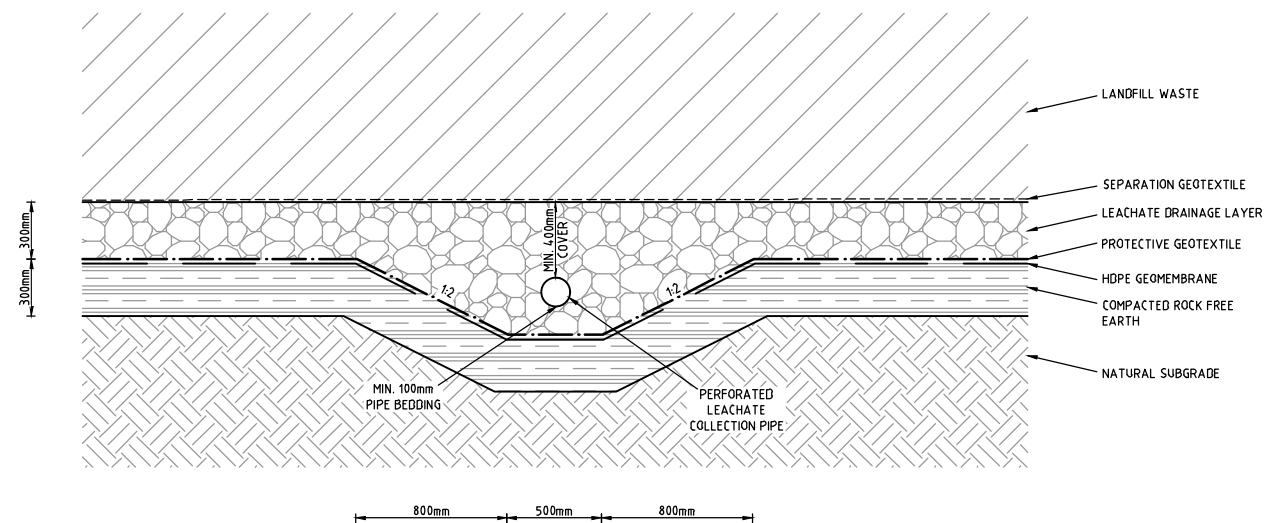 LANDFILL WASTE
SEPARATION GEOTEXTILE
LEACHATE DRAINAGE LAYER
PROTECTIVE GEOTEXTILE
HDPE GEOMEMBRANE
COMPACTED ROCK FREE
EARTH
NATURAL SUBGRADE
300mm
300mm
MIN. 400mm
COVER
1:2
1:2
MIN. 100mm
PIPE BEDDING
PERFORATED
LEACHATE
COLLECTION PIPE
800mm
500mm
800mm